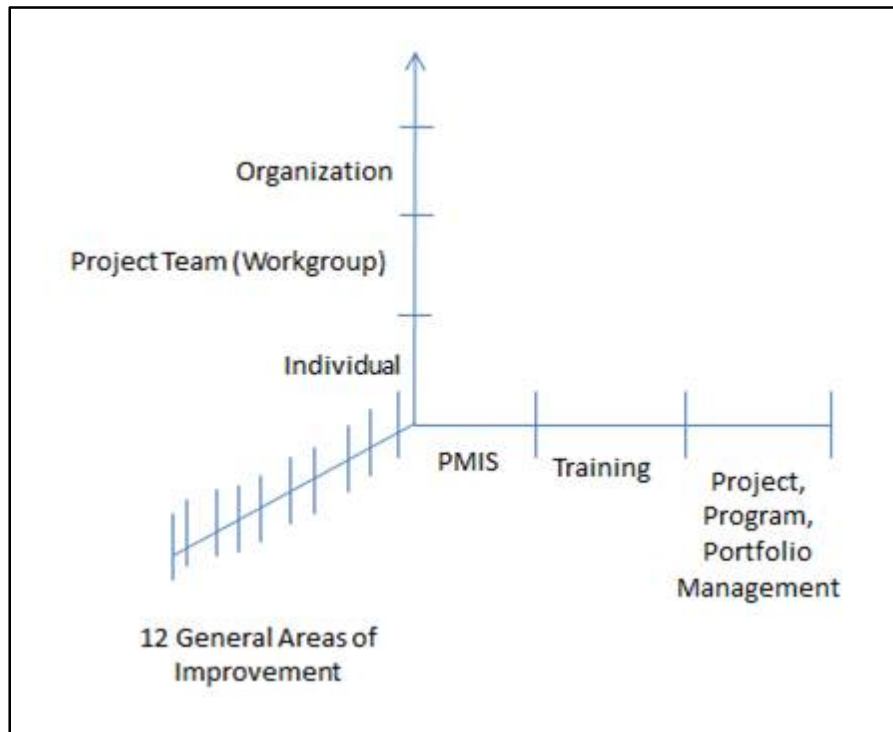 Organization
Project Team (Workgroup)
Individual
PMIS
Training
Project,
Program,
Portfolio
Management
12 General Areas of
Improvement